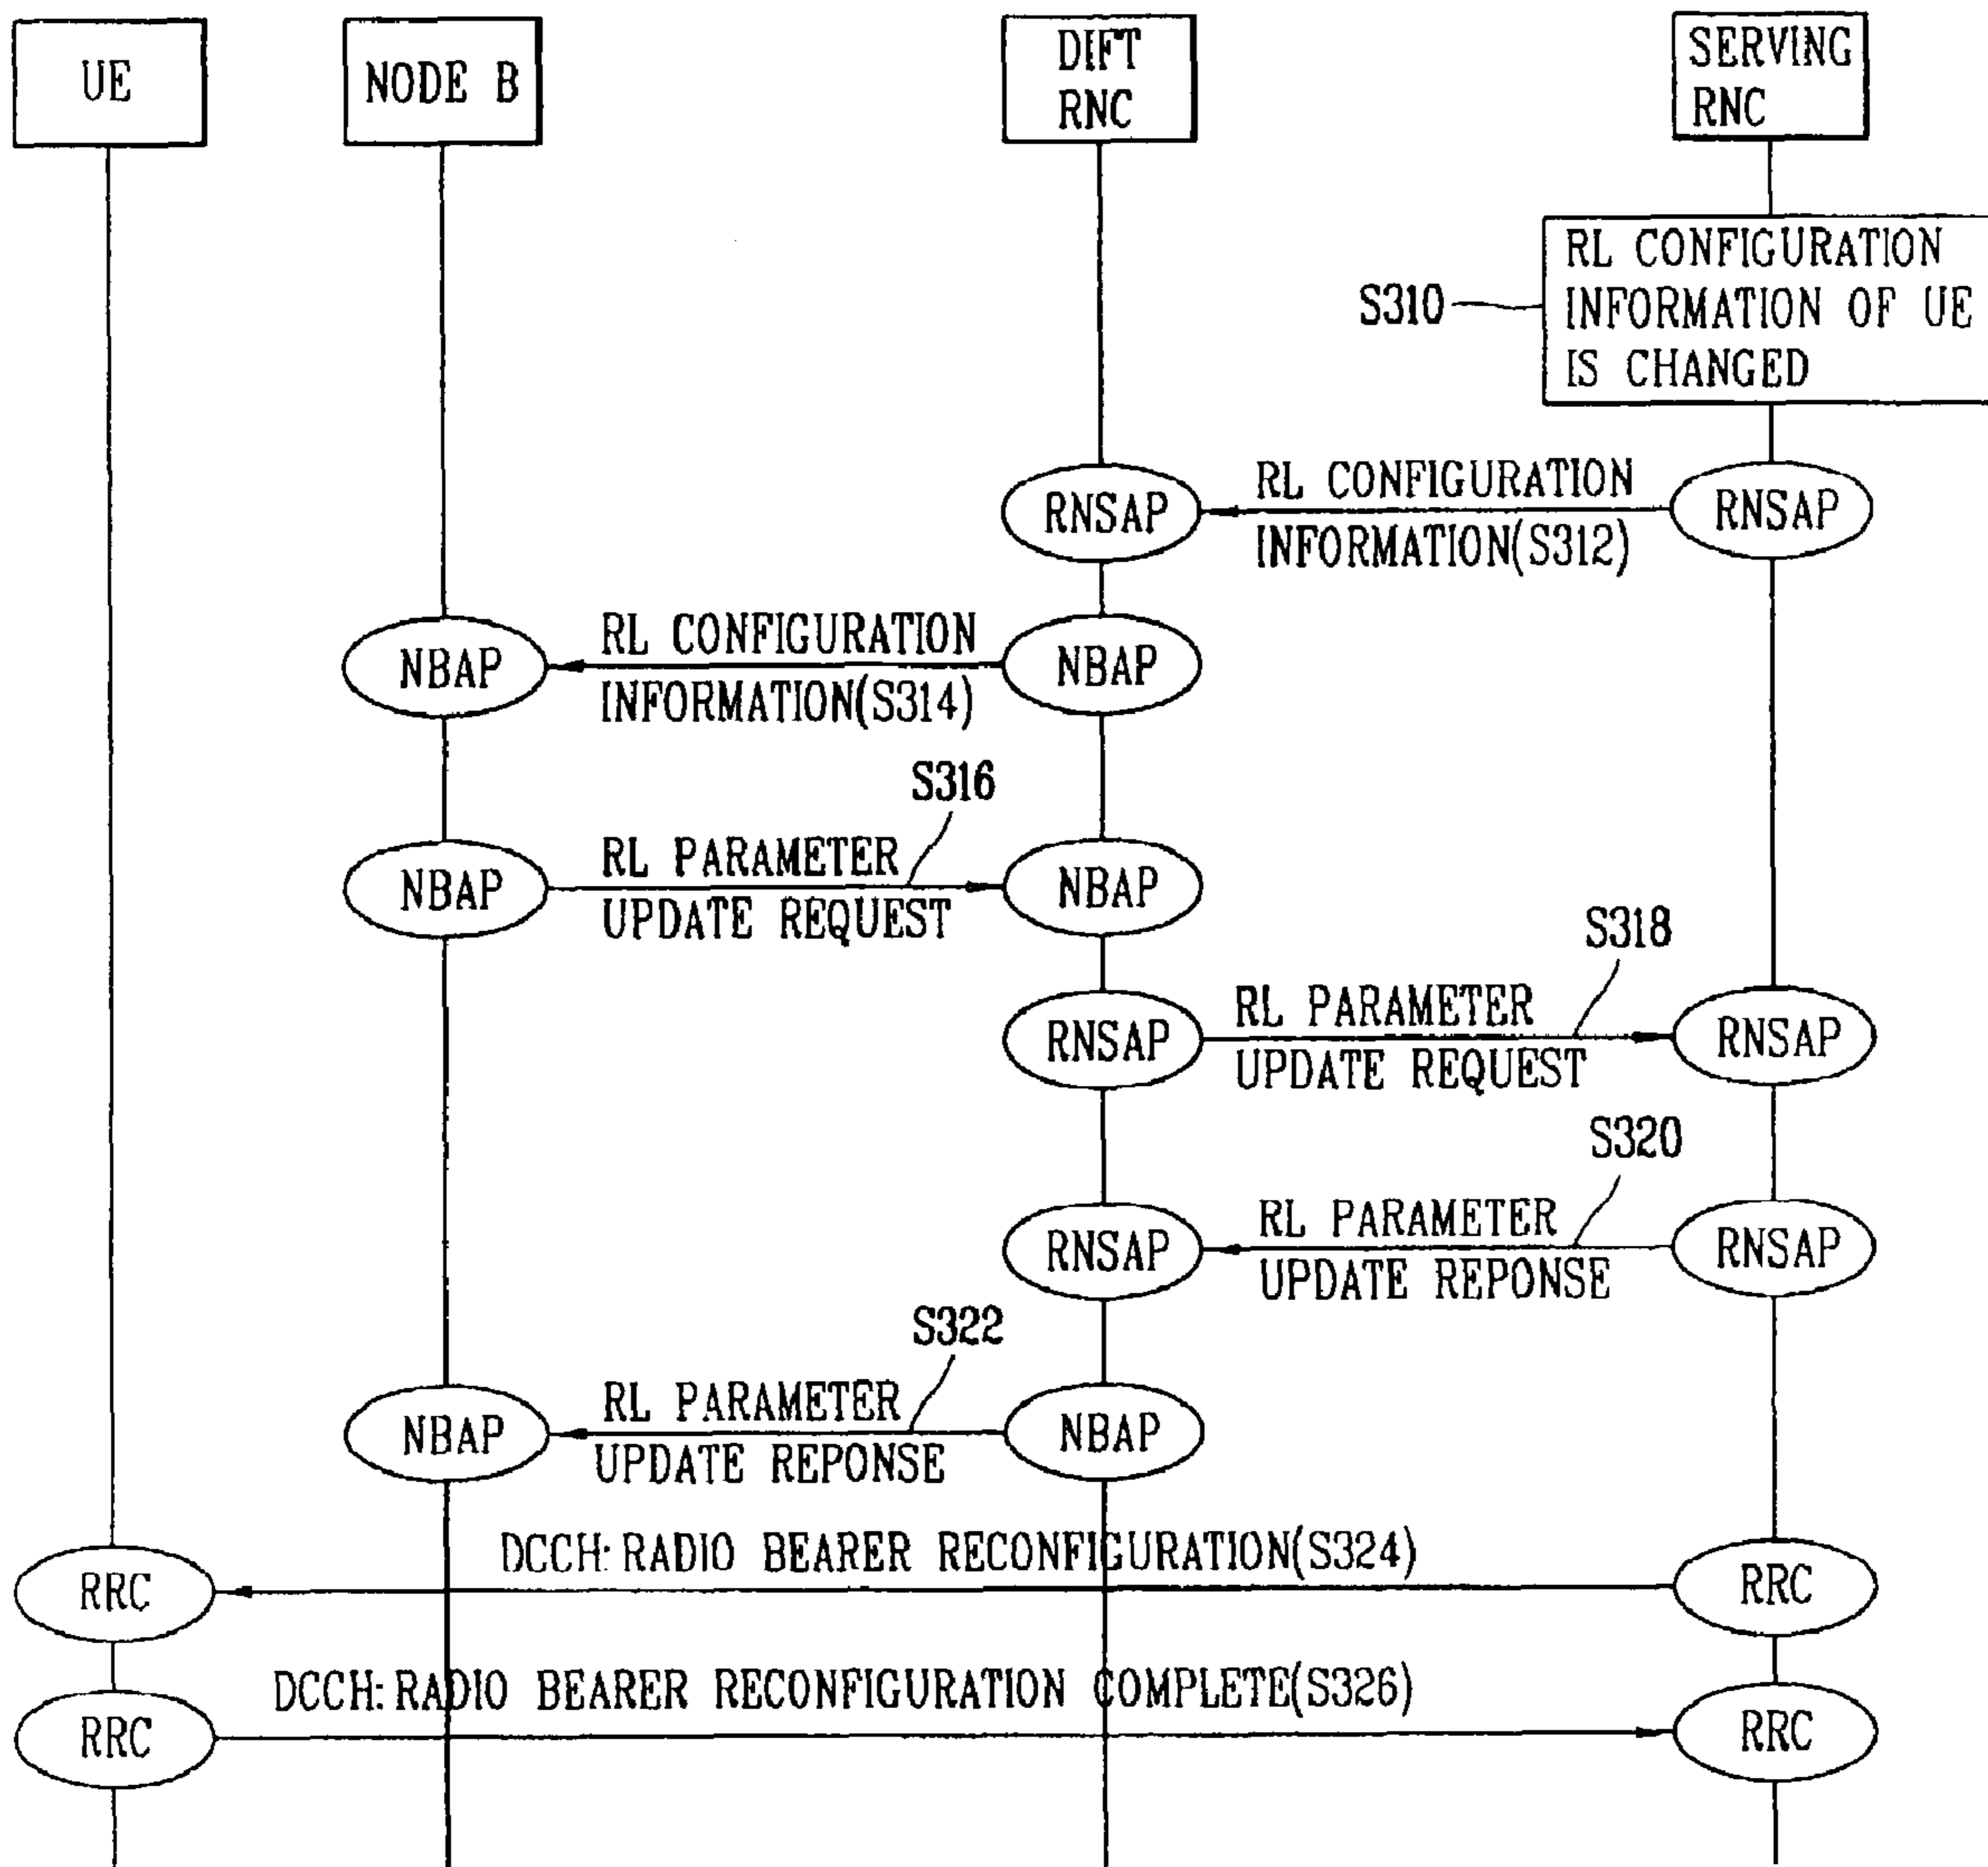 UE
NODE B
DIFT
RNC
SERVING
RNC
S310
RL CONFIGURATION
INFORMATION OF UE
IS CHANGED
RNSAP
RL CONFIGURATION
INFORMATION(S312)
RNSAP
NBAP
RL CONFIGURATION
INFORMATION(S314)
NBAP
S316
NBAP
RL PARAMETER
UPDATE REQUEST
NBAP
S318
RNSAP
RL PARAMETER
UPDATE REQUEST
RNSAP
S320
RNSAP
RL PARAMETER
UPDATE REPONSE
RNSAP
S322
NBAP
RL PARAMETER
UPDATE REPONSE
NBAP
DCCH: RADIO BEARER RECONFIGURATION(S324)
RRC
RRC
DCCH: RADIO BEARER RECONFIGURATION COMPLETE(S326)
RRC
RRC